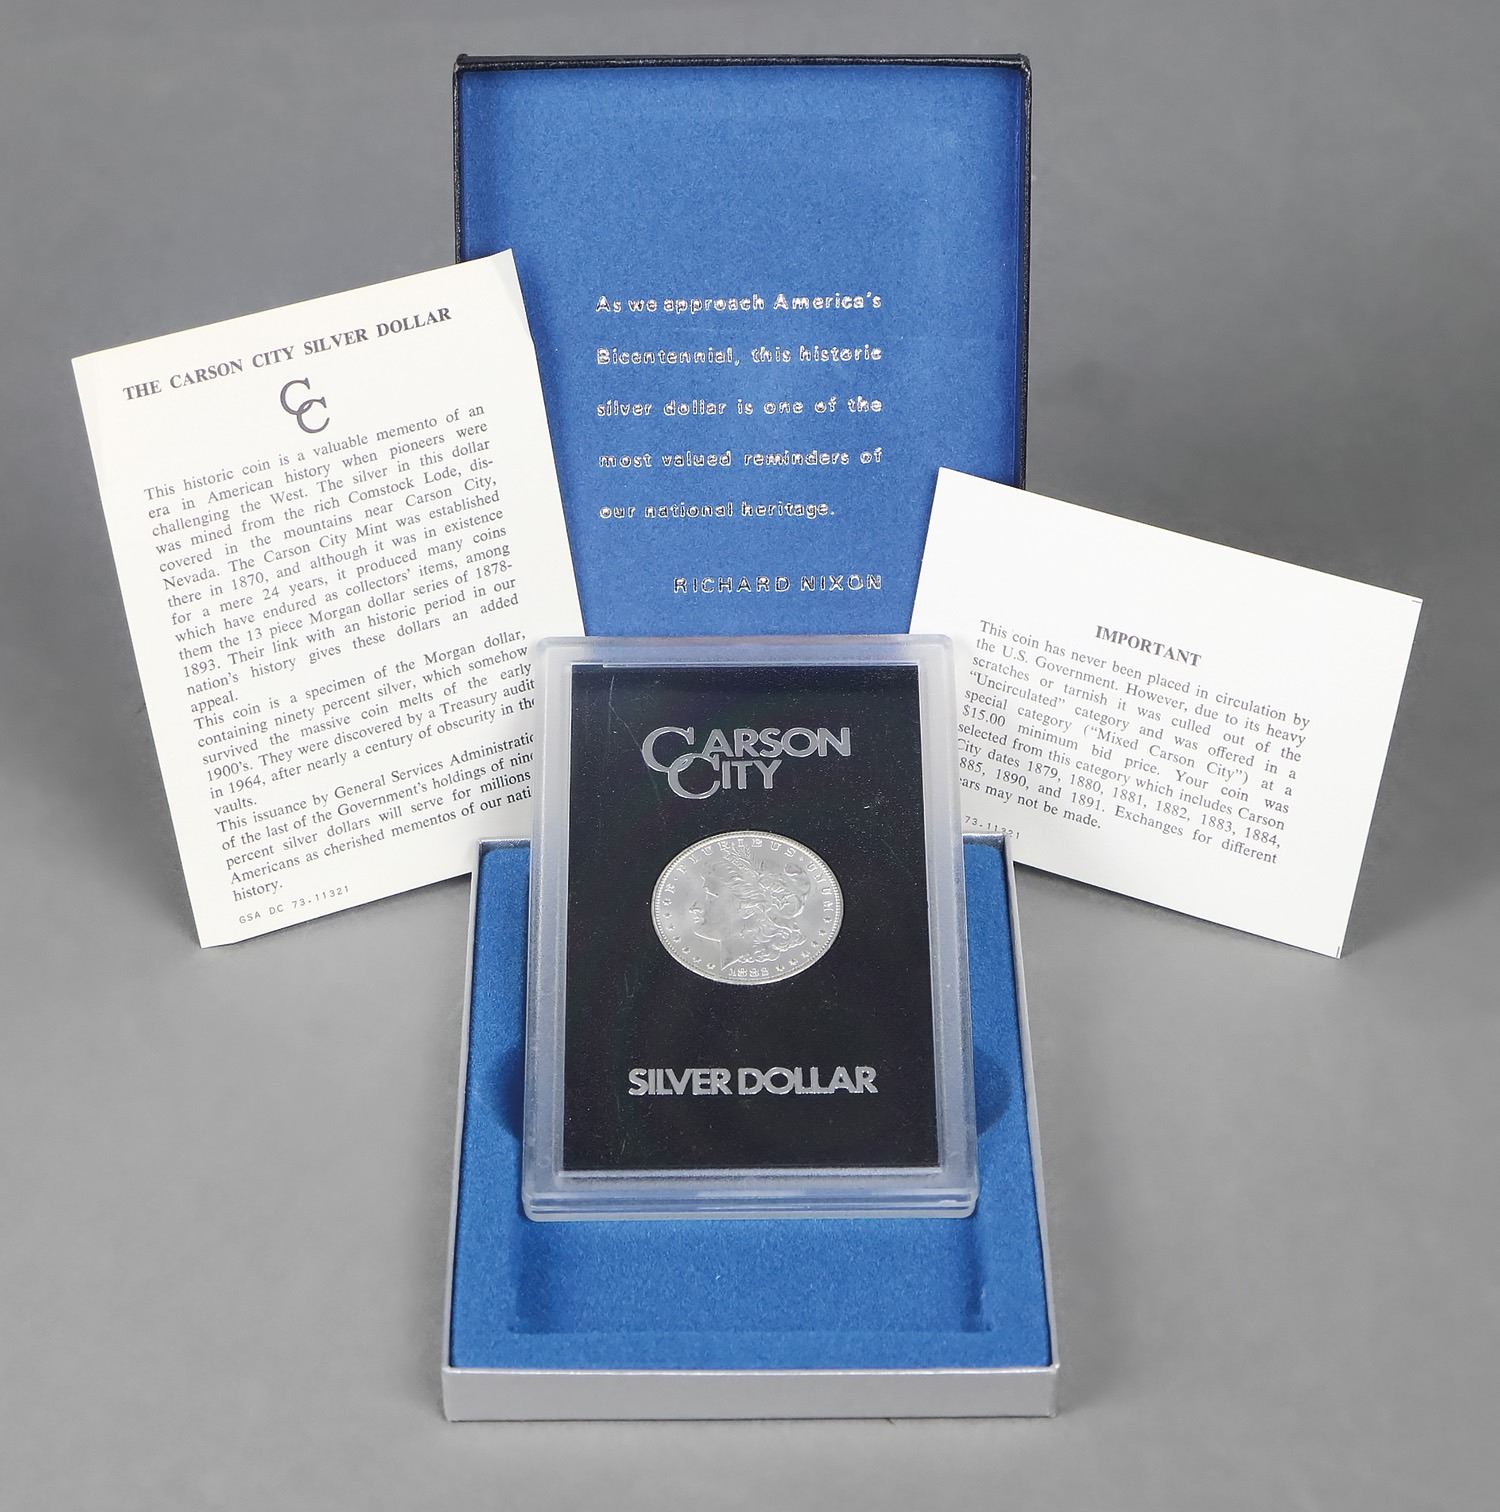 As we approach America's
Bicentennial, this historic
silver dollar is one of the
most valued reminders of
our national heritage.
RICHARD NIXON
THE CARSON CITY SILVER DOLLAR
CC
This historic coin is a valuable memento of an
era in American history when pioneers were
challenging the West. The silver in this dollar
was mined from the rich Comstock Lode, dis-
covered in the mountains near Carson City,
Nevada. The Carson City Mint was established
there in 1870, and although it was in existence
for a mere 24 years, it produced many coins
which have endured as collectors' items, among
them the 13 piece Morgan dollar series of 1878-
1893. Their link with an historic period in our
nation's history gives these dollars an added
appeal.
This coin is a specimen of the Morgan dollar,
containing ninety percent silver, which somehow
survived the massive coin melts of the early
1900's. They were discovered by a Treasury audit
in 1964, after nearly a century of obscurity in the
vaults.
This issuance by General Services Administratio
of the last of the Government's holdings of nine
percent silver dollars will serve for millions
Americans as cherished mementos of our nati
history.
GSA DC 73-11321
IMPORTANT
This coin has never been placed in circulation by
the U.S. Government. However, due to its heavy
scratches or tarnish it was culled out of the
"Uncirculated" category and was offered in a
special category ("Mixed Carson City") at a
$15.00 minimum bid price. Your coin was
selected from this category which includes Carson
City dates 1879, 1880, 1881, 1882, 1883, 1884,
885, 1890, and 1891. Exchanges for different
ears may not be made.
73-11321
CARSON
CITY
E PLURIBUS UNUM
1882
SILVER DOLLAR